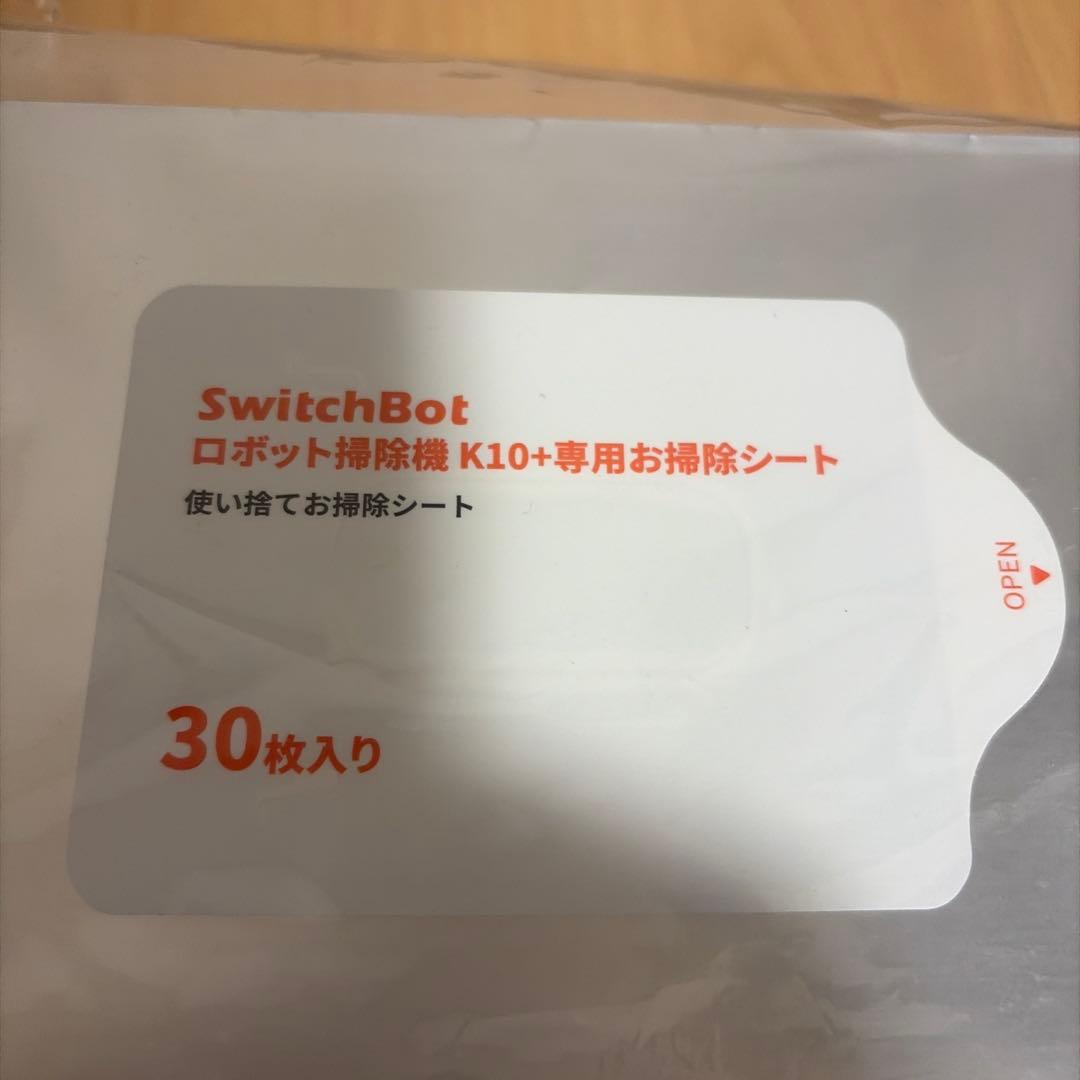 SwitchBot
ロボット掃除機 K10+専用お掃除シート
使い捨てお掃除シート
OPEN
30枚入り